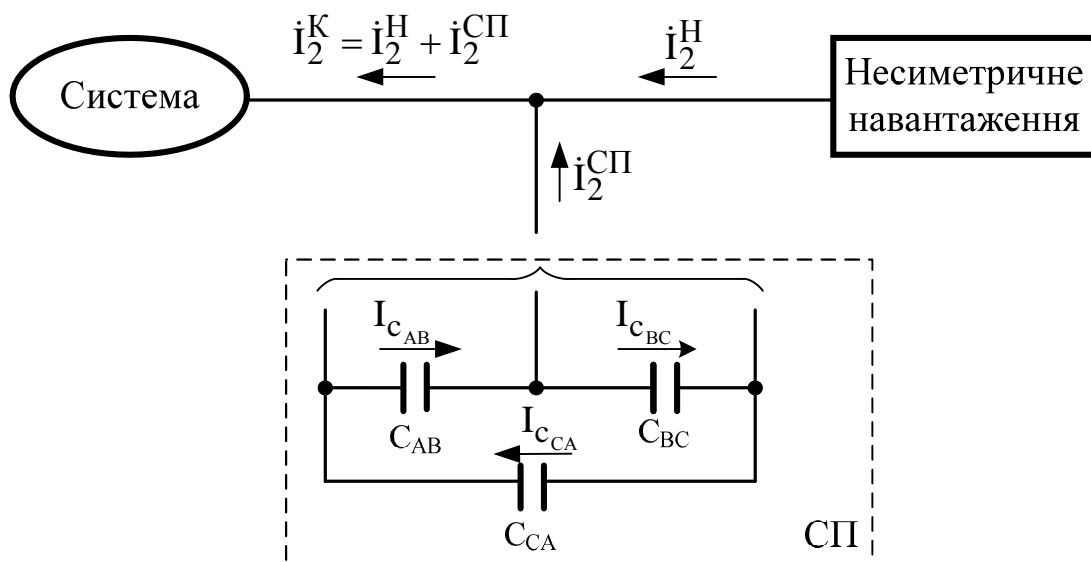 İ₂ᴷ = İ₂ᴴ + İ₂ᶜᴾ
İ₂ᴴ
Система
Несиметричне
навантаження
İ₂ᶜᴾ
I_C_AB
I_C_BC
C_AB
I_C_CA
C_BC
C_CA
СП